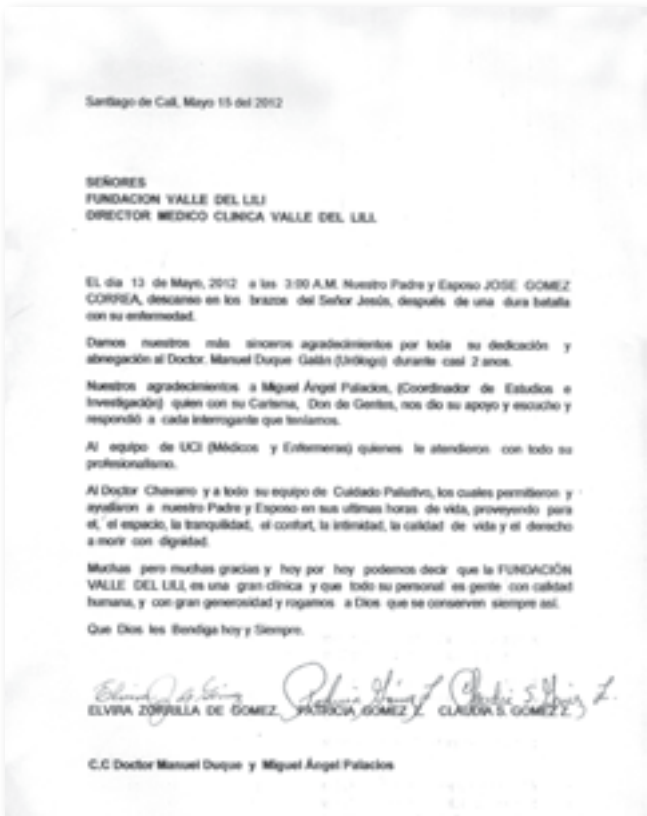 Santiago de Cali, Mayo 15 del 2012
SEÑORES
FUNDACION VALLE DEL LILI
DIRECTOR MEDICO CLINICA VALLE DEL LILI.
EL dia 13 de Mayo, 2012 a las 3:00 A.M. Nuestro Padre y Esposo JOSE GOMEZ
CORREA, descanso en los brazos del Señor Jesús, después de una dura batalla
con su enfermedad.
Damos nuestros más sinceros agradecimientos por toda su dedicación y
abnegación al Doctor. Manuel Duque Galán (Urólogo) durante casi 2 anos.
Nuestros agradecimientos a Miguel Ángel Palacios, (Coordinador de Estudios e
Investigación) quien con su Carisma, Don de Gentes, nos dio su apoyo y escucho y
respondió a cada interrogante que teníamos.
Al equipo de UCI (Médicos y Enfermeras) quienes le atendieron con todo su
profesionalismo.
Al Doctor Chavarro y a todo su equipo de Cuidado Paliativo, los cuales permitieron y
ayudaron a nuestro Padre y Esposo en sus ultimas horas de vida, proveyendo para
el, el espacio, la tranquilidad, el confort, la intimidad, la calidad de vida y el derecho
a morir con dignidad.
Muchas pero muchas gracias y hoy por hoy podemos decir que la FUNDACIÓN
VALLE DEL LILI, es una gran clínica y que todo su personal es gente con calidad
humana, y con gran generosidad y rogamos a Dios que se conserven siempre así.
Que Dios les Bendiga hoy y Siempre.
ELVIRA ZORRILLA DE GOMEZ. PATRICIA GOMEZ Z. CLAUDIA S. GOMEZ Z.
C.C Doctor Manuel Duque y Miguel Ángel Palacios